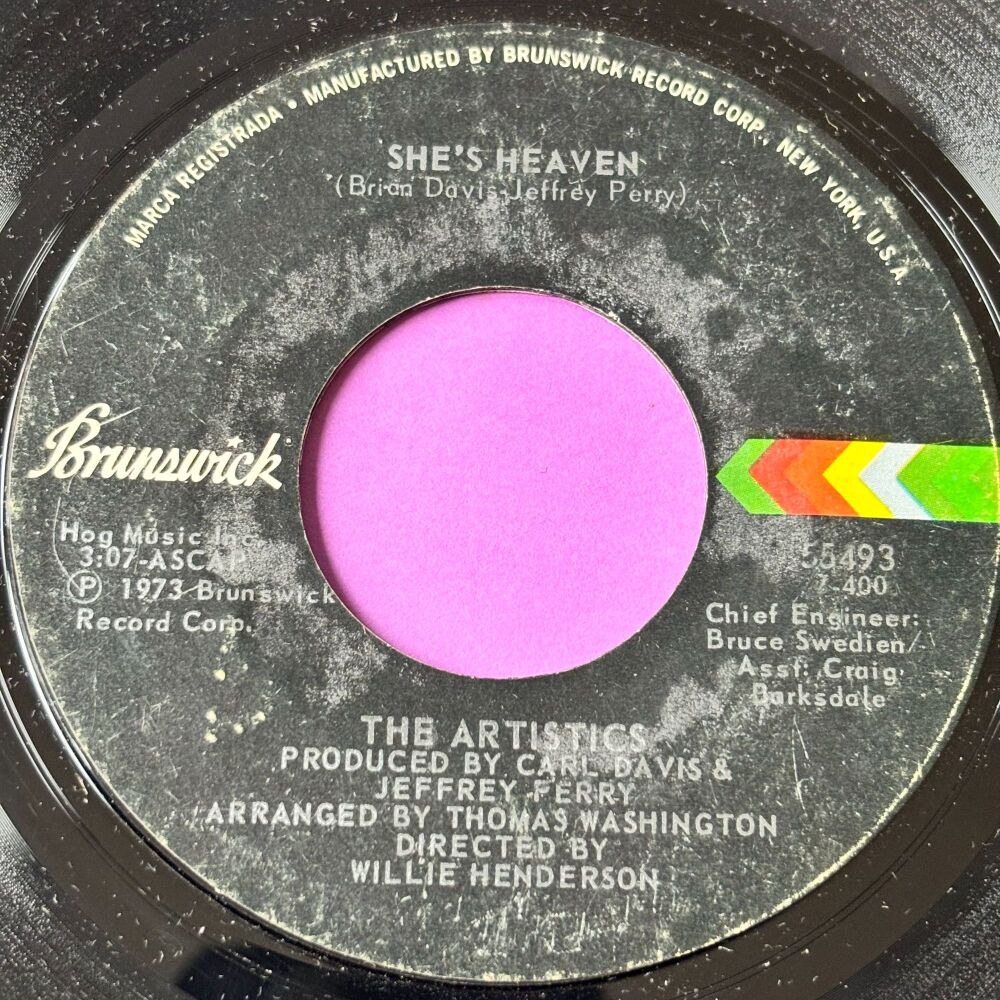 MARCA REGISTRADA • MANUFACTURED BY BRUNSWICK RECORD CORP., NEW YORK, U.S.A.
SHE'S HEAVEN
(Brian Davis-Jeffrey Perry)
Brunswick
Hog Music Inc.
3:07-ASCAP
Ⓟ 1973 Brunswick
Record Corp.
55493
7-400
Chief Engineer:
Bruce Swedien/
Asst: Craig
Barksdale
THE ARTISTICS
PRODUCED BY CARL DAVIS &
JEFFREY PERRY
ARRANGED BY THOMAS WASHINGTON
DIRECTED BY
WILLIE HENDERSON